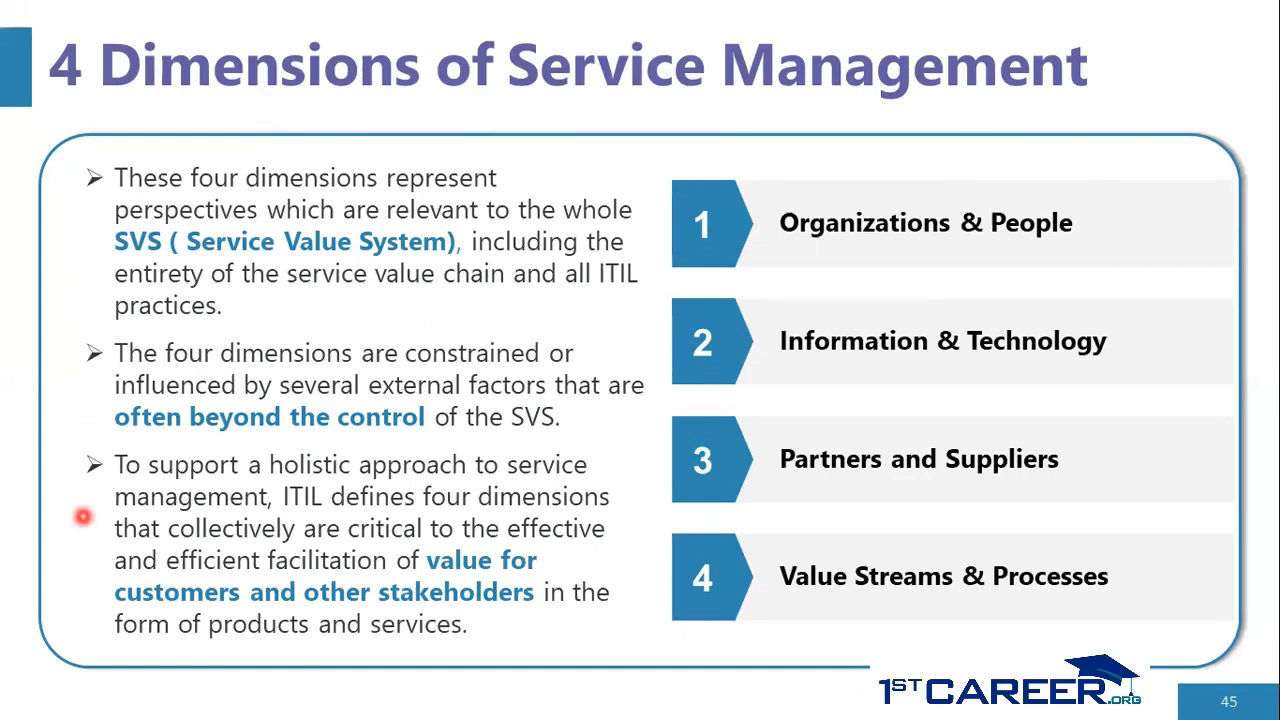 4 Dimensions of Service Management
These four dimensions represent
perspectives which are relevant to the whole
SVS ( Service Value System), including the
entirety of the service value chain and all ITIL
practices.
The four dimensions are constrained or
influenced by several external factors that are
often beyond the control of the SVS.
To support a holistic approach to service
management, ITIL defines four dimensions
that collectively are critical to the effective
and efficient facilitation of value for
customers and other stakeholders in the
form of products and services.
1 Organizations & People
2 Information & Technology
3 Partners and Suppliers
4 Value Streams & Processes
1STCAREER.ORG
45